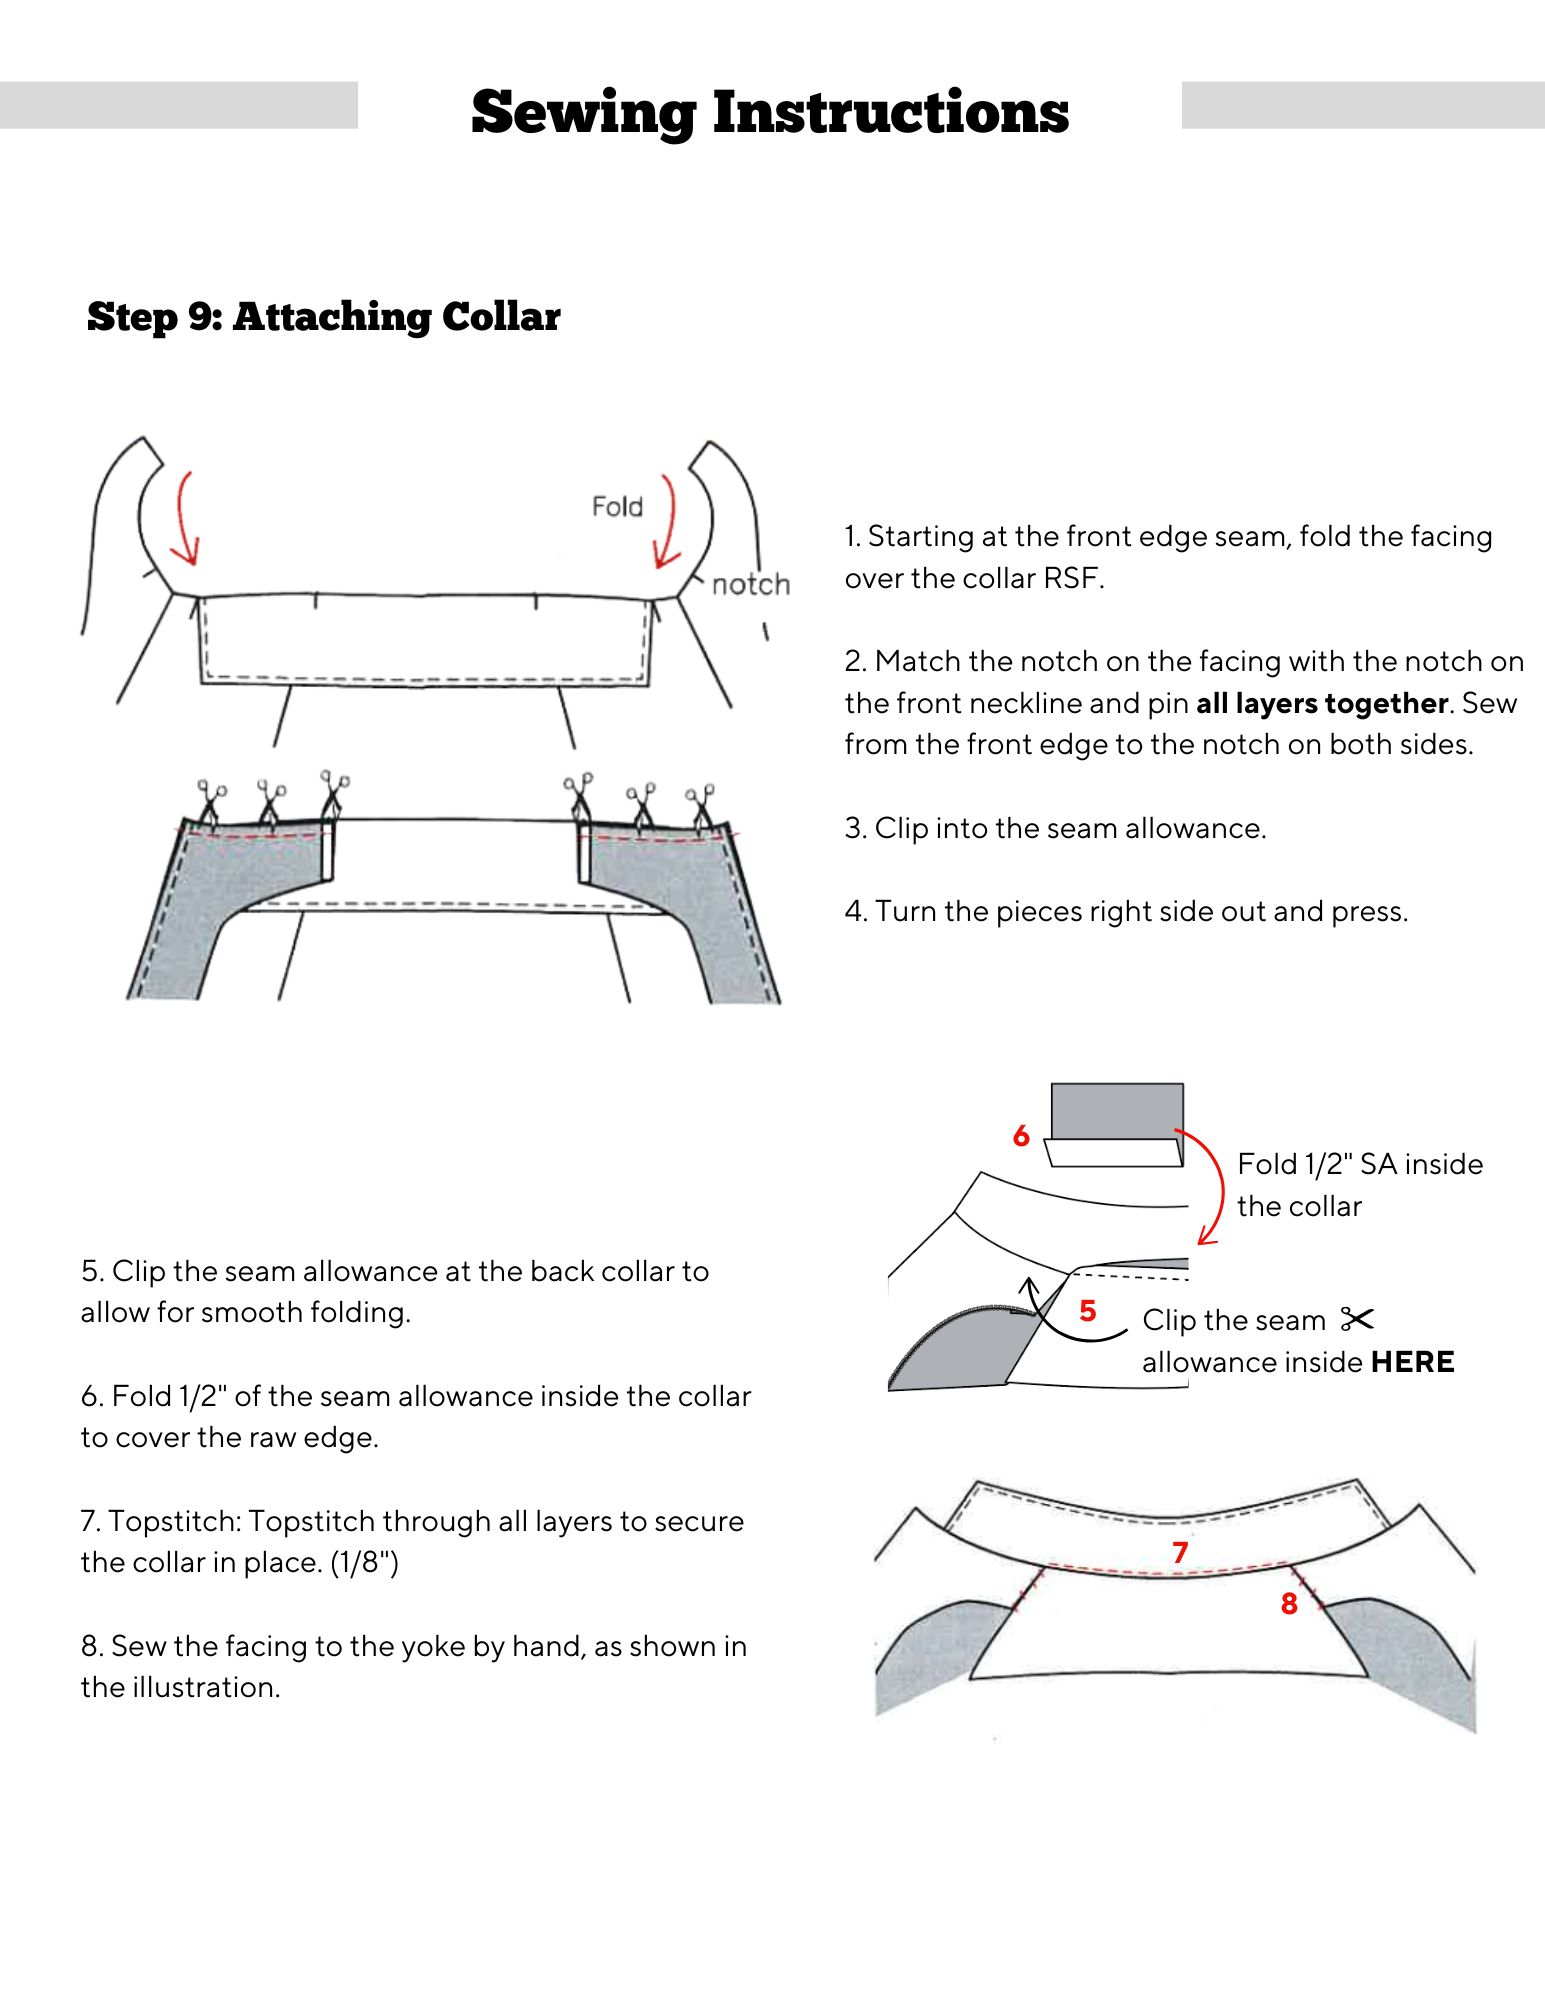 Sewing Instructions
Step 9: Attaching Collar
Fold
notch
1. Starting at the front edge seam, fold the facing
over the collar RSF.
2. Match the notch on the facing with the notch on
the front neckline and pin all layers together. Sew
from the front edge to the notch on both sides.
3. Clip into the seam allowance.
4. Turn the pieces right side out and press.
6
Fold 1/2" SA inside
the collar
5
Clip the seam
allowance inside HERE
5. Clip the seam allowance at the back collar to
allow for smooth folding.
6. Fold 1/2" of the seam allowance inside the collar
to cover the raw edge.
7. Topstitch: Topstitch through all layers to secure
the collar in place. (1/8")
8. Sew the facing to the yoke by hand, as shown in
the illustration.
7
8